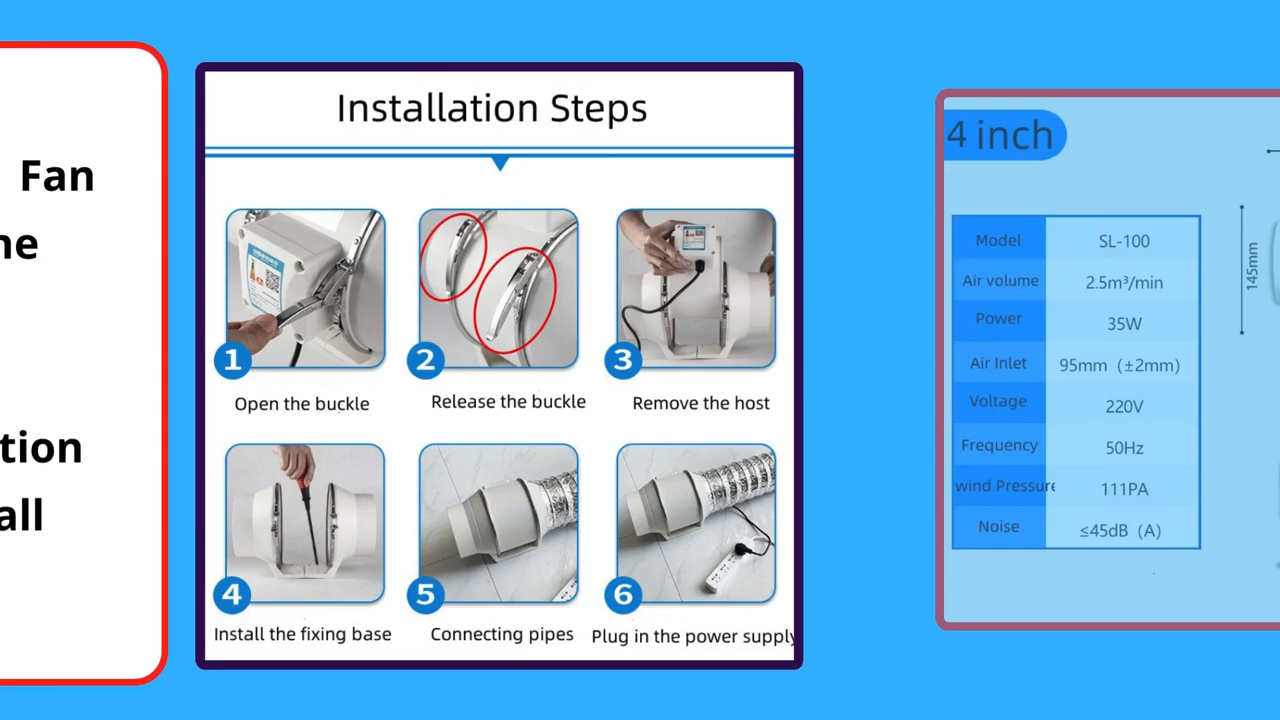 Fan
ne
tion
all
Installation Steps
1
Open the buckle
2
Release the buckle
3
Remove the host
4
Install the fixing base
5
Connecting pipes
6
Plug in the power supply
4 inch
Model SL-100
Air volume 2.5m³/min
Power 35W
Air Inlet 95mm（±2mm）
Voltage 220V
Frequency 50Hz
wind Pressure 111PA
Noise ≤45dB（A）
145mm